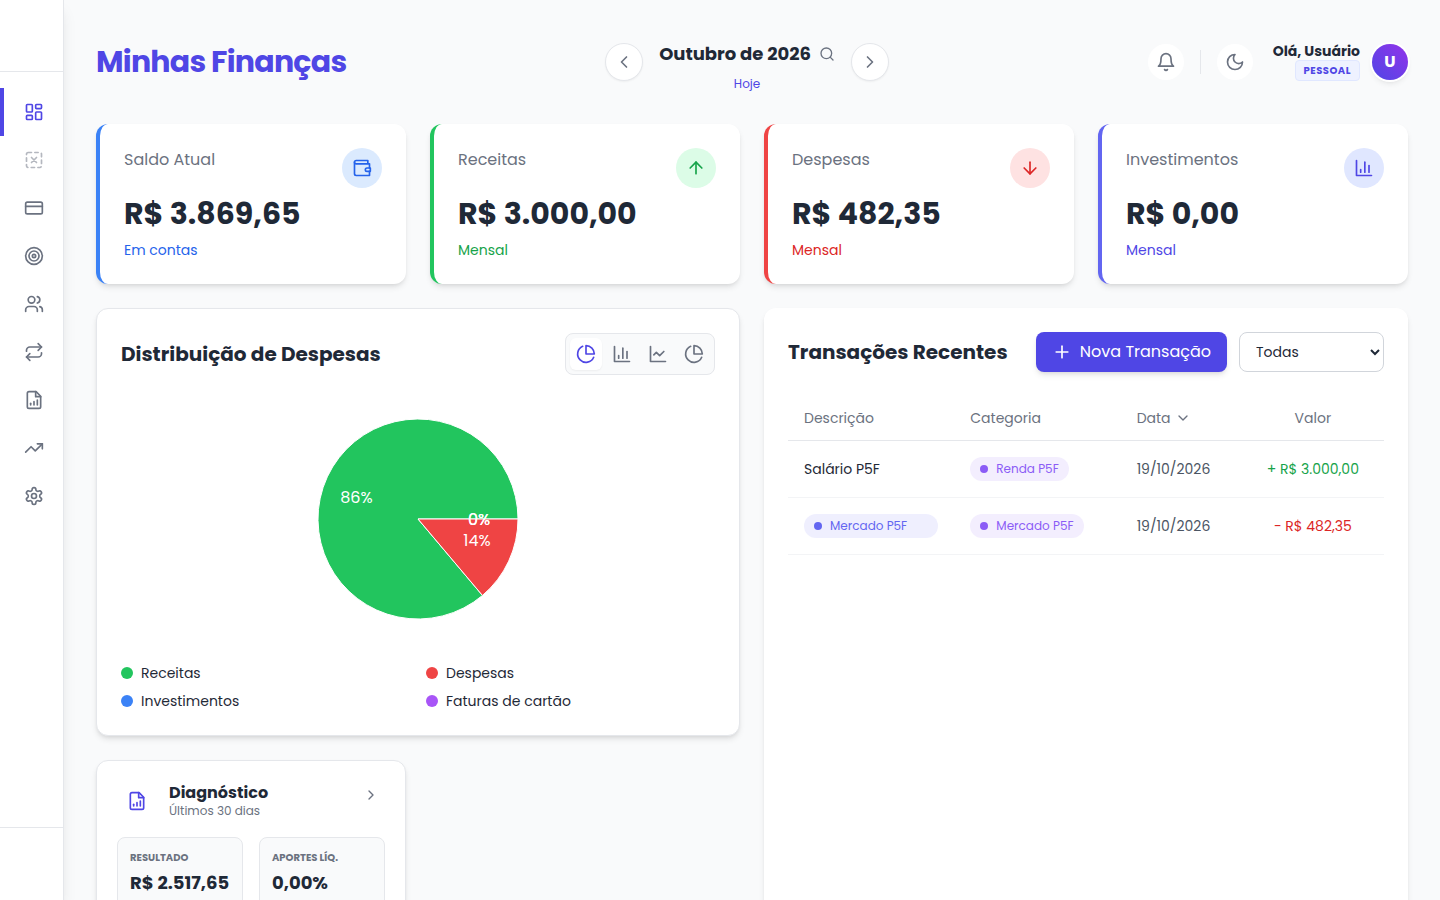 Minhas Finanças
Outubro de 2026
Hoje
Olá, Usuário
PESSOAL
U
Saldo Atual
R$ 3.869,65
Em contas
Receitas
R$ 3.000,00
Mensal
Despesas
R$ 482,35
Mensal
Investimentos
R$ 0,00
Mensal
Distribuição de Despesas
86%
0%
14%
Receitas
Despesas
Investimentos
Faturas de cartão
Transações Recentes
Nova Transação
Todas
Descrição Categoria Data Valor
Salário P5F Renda P5F 19/10/2026 + R$ 3.000,00
Mercado P5F Mercado P5F 19/10/2026 - R$ 482,35
Diagnóstico
Últimos 30 dias
RESULTADO
R$ 2.517,65
APORTES LÍQ.
0,00%